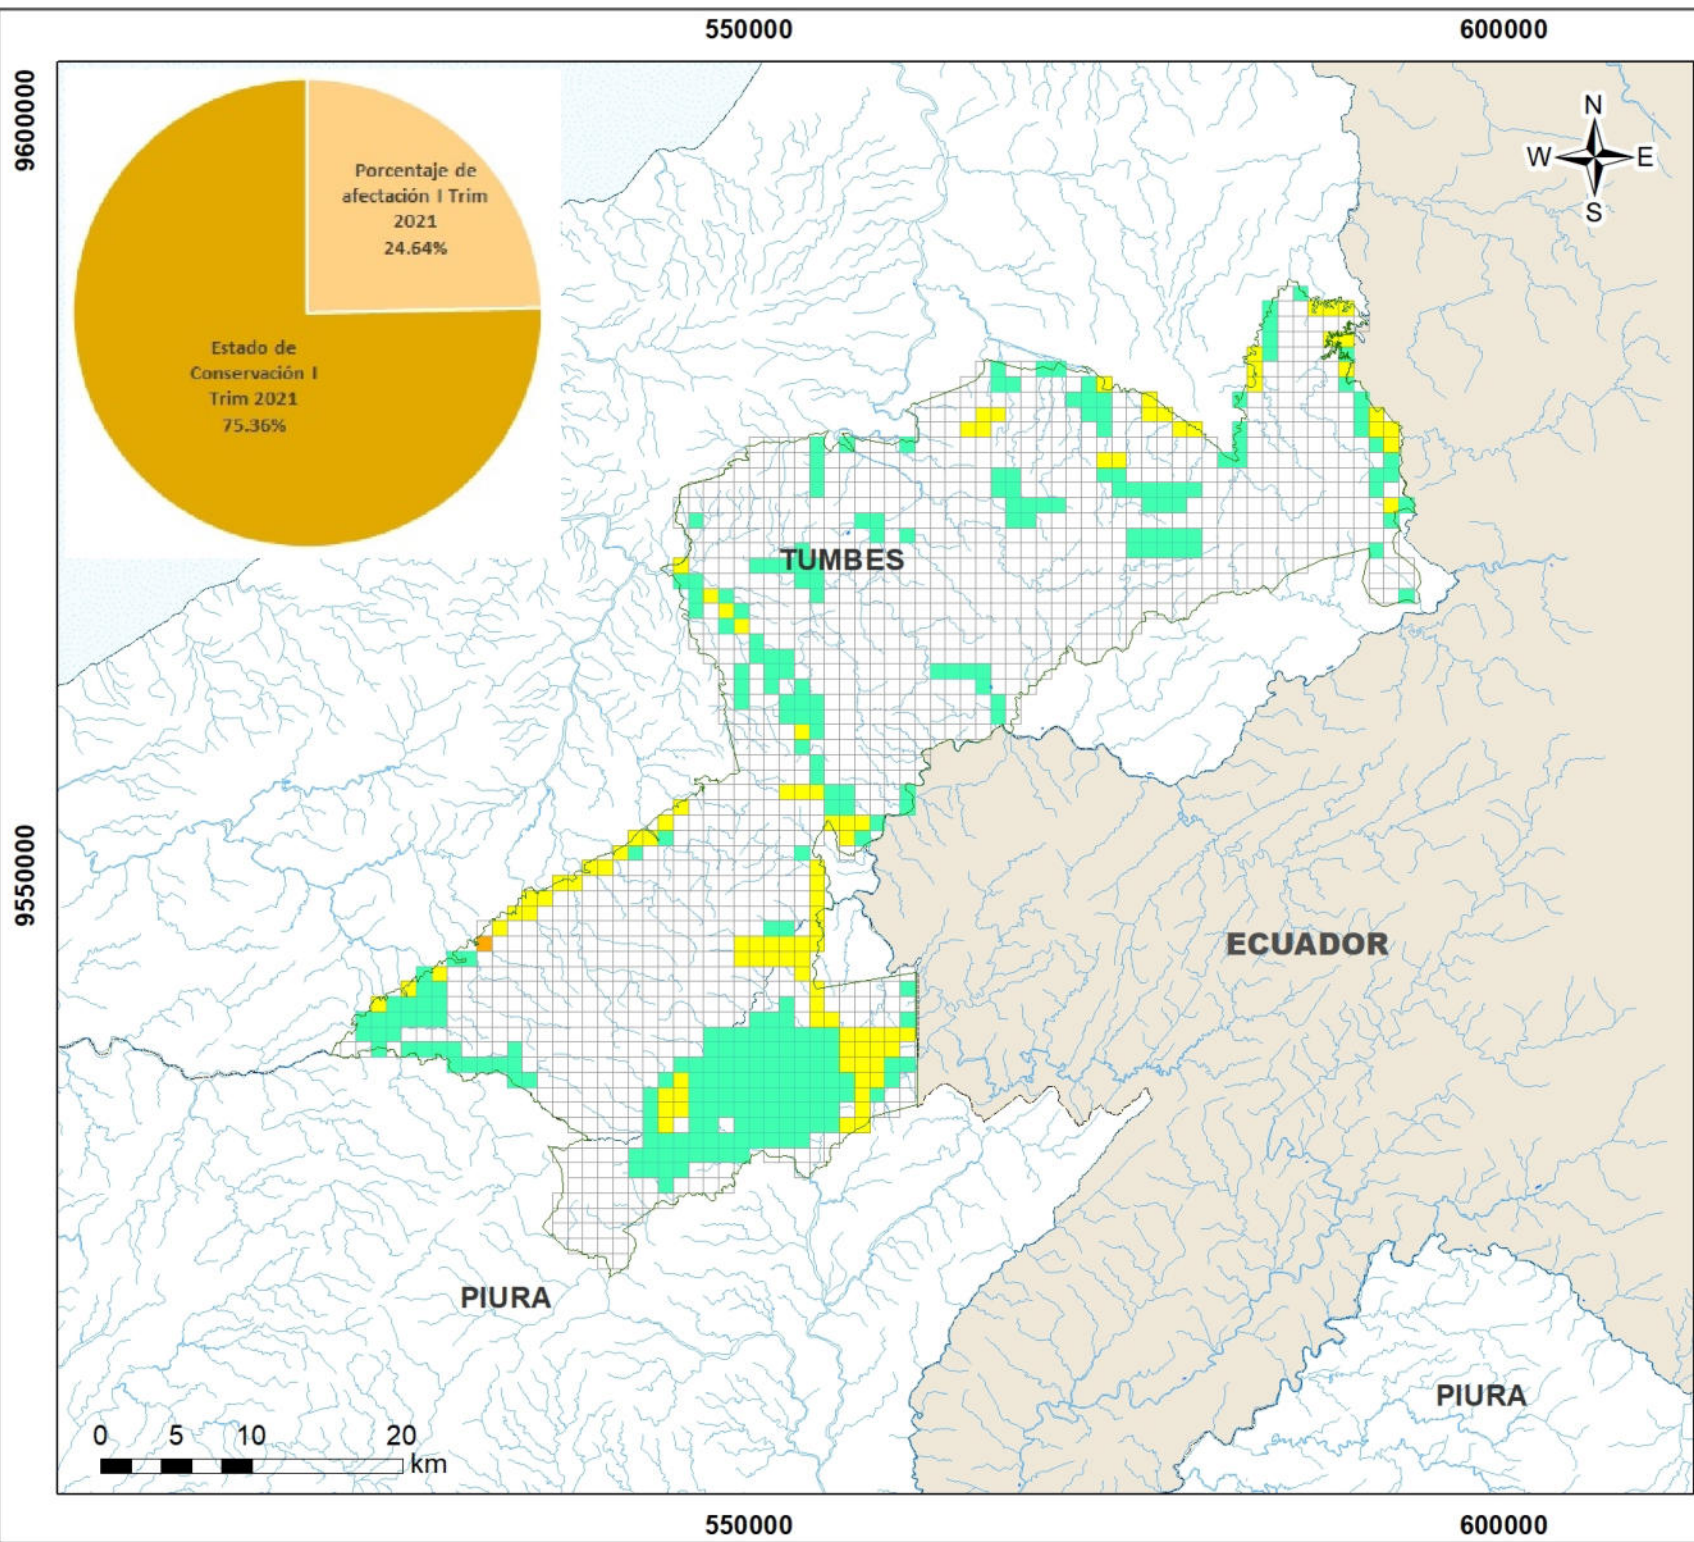 550000
600000
9600000
N
W
E
S
Porcentaje de
afectación I Trim
2021
24.64%
Estado de
Conservación I
Trim 2021
75.36%
TUMBES
9550000
ECUADOR
PIURA
PIURA
0
5
10
20
km
550000
600000